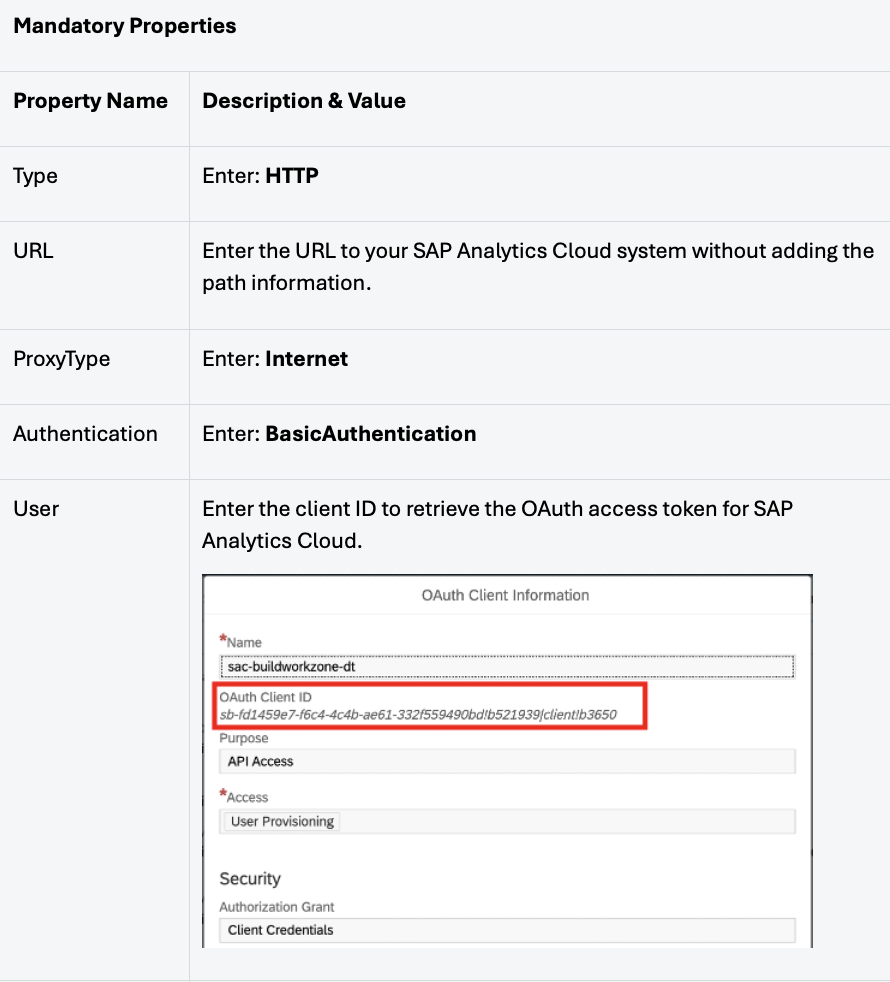 Mandatory Properties
Property Name
Description & Value
Type
Enter: HTTP
URL
Enter the URL to your SAP Analytics Cloud system without adding the
path information.
ProxyType
Enter: Internet
Authentication
Enter: BasicAuthentication
User
Enter the client ID to retrieve the OAuth access token for SAP
Analytics Cloud.
OAuth Client Information
*Name
sac-buildworkzone-dt
OAuth Client ID
sb-fd1459e7-f6c4-4c4b-ae61-332f559490bd!b521939|client!b3650
Purpose
API Access
*Access
User Provisioning
Security
Authorization Grant
Client Credentials